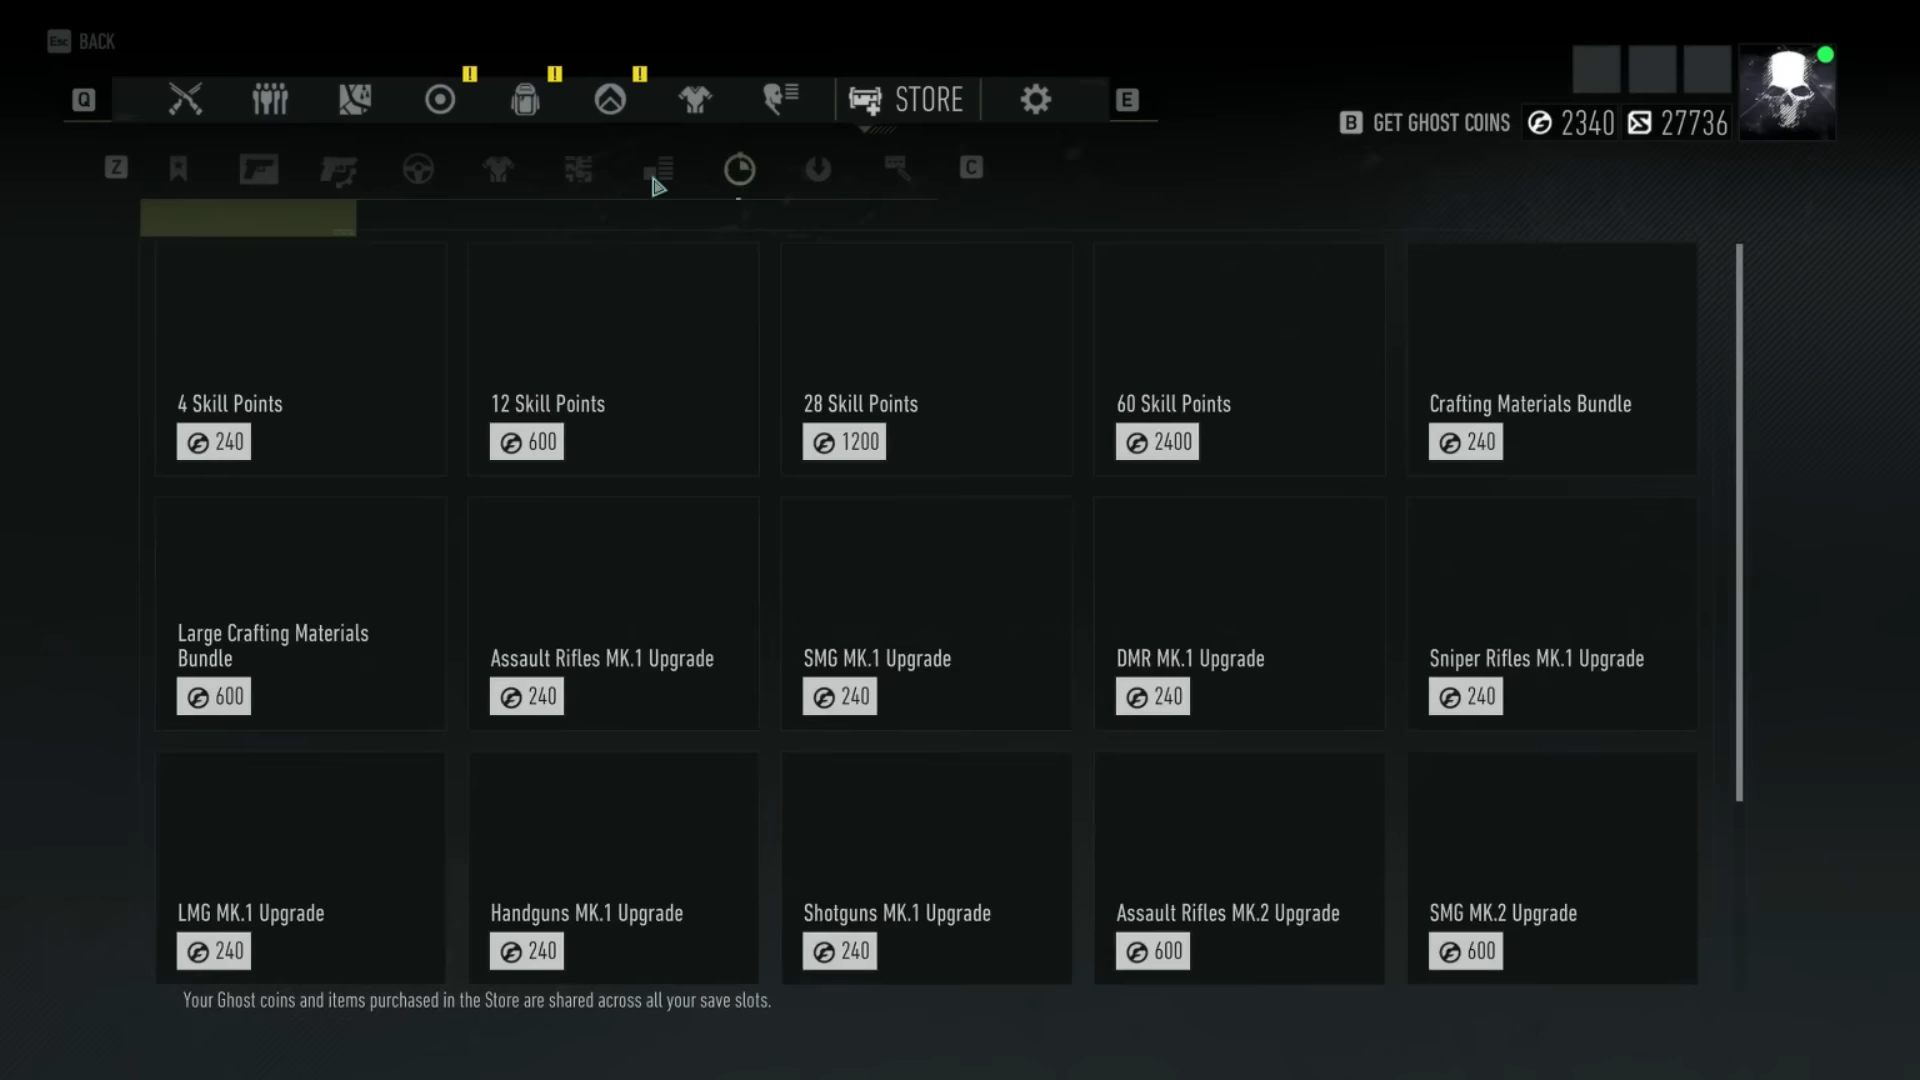 Esc BACK
Q
!
!
!
STORE
E
B GET GHOST COINS 2340 27736
Z
C
4 Skill Points
240
12 Skill Points
600
28 Skill Points
1200
60 Skill Points
2400
Crafting Materials Bundle
240
Large Crafting Materials
Bundle
600
Assault Rifles MK.1 Upgrade
240
SMG MK.1 Upgrade
240
DMR MK.1 Upgrade
240
Sniper Rifles MK.1 Upgrade
240
LMG MK.1 Upgrade
240
Handguns MK.1 Upgrade
240
Shotguns MK.1 Upgrade
240
Assault Rifles MK.2 Upgrade
600
SMG MK.2 Upgrade
600
Your Ghost coins and items purchased in the Store are shared across all your save slots.